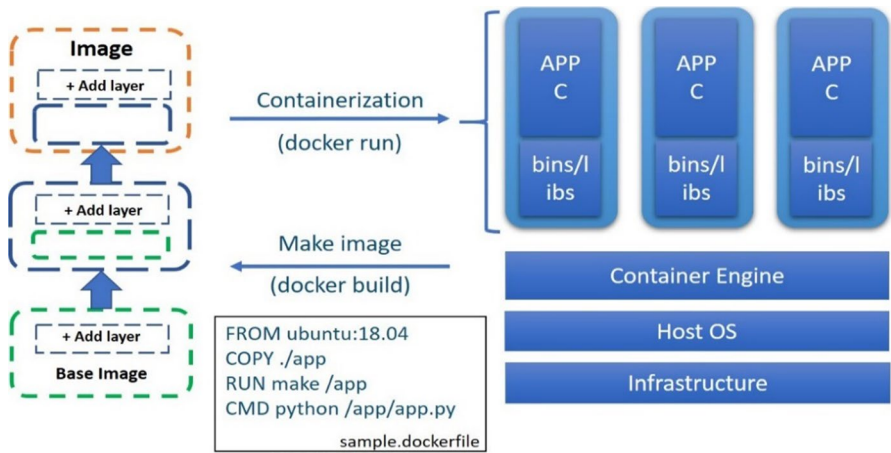 Image
+ Add layer
+ Add layer
+ Add layer
Base Image
Containerization
(docker run)
Make image
(docker build)
FROM ubuntu:18.04
COPY ./app
RUN make /app
CMD python /app/app.py
sample.dockerfile
APP
C
bins/l
ibs
APP
C
bins/l
ibs
APP
C
bins/l
ibs
Container Engine
Host OS
Infrastructure